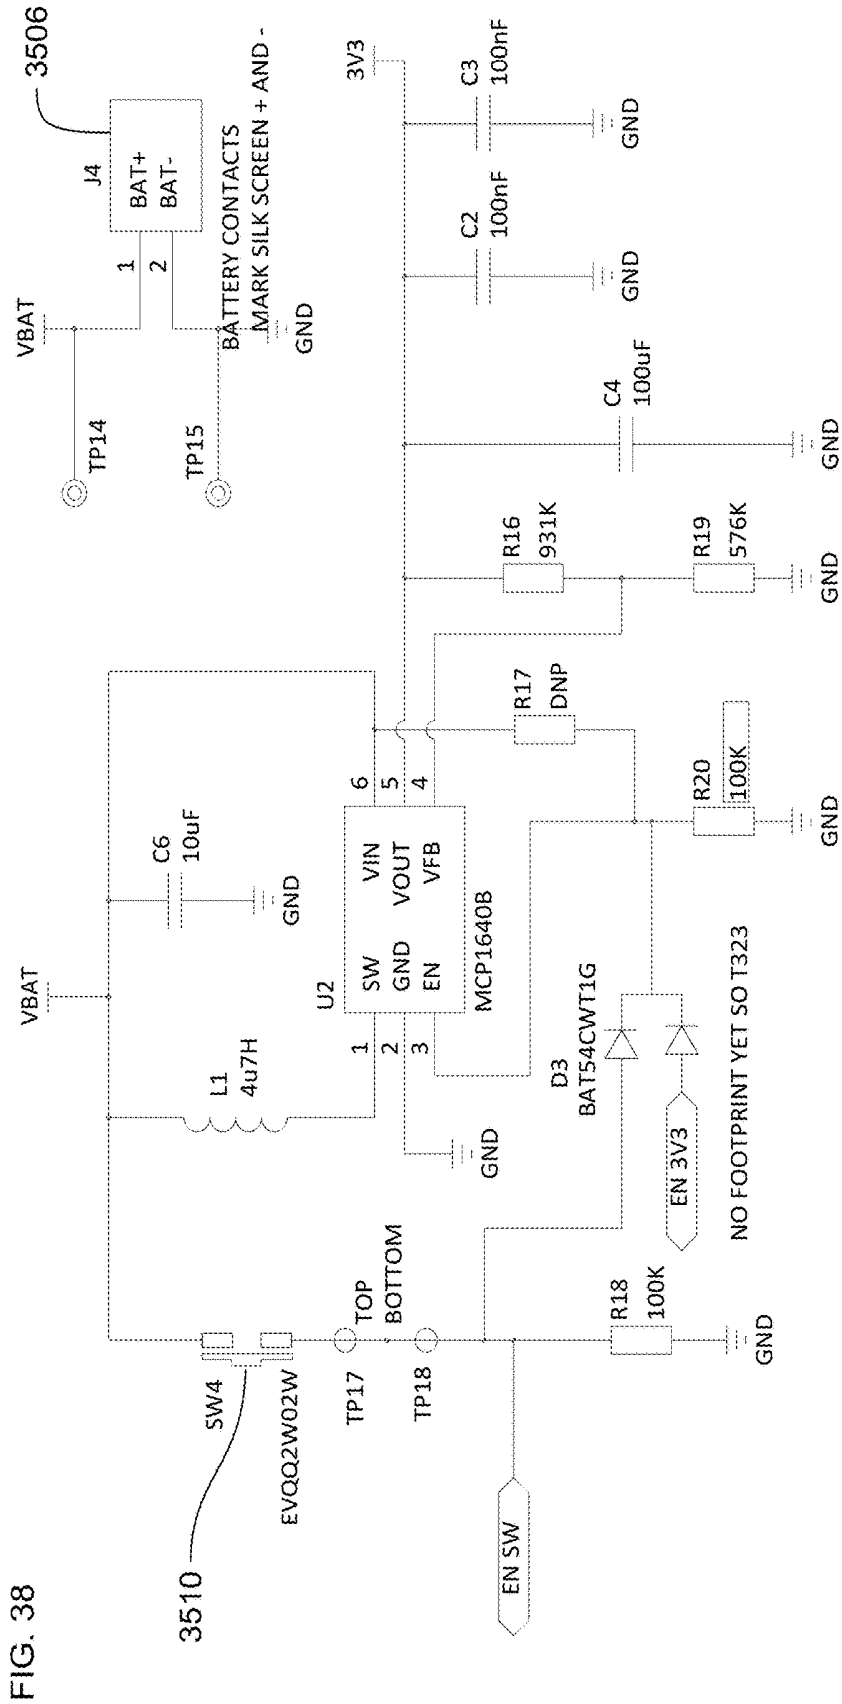 FIG. 38
3510
SW4
EVQQ2W02W
TP17
TOP
BOTTOM
TP18
EN SW
R18
100K
GND
VBAT
L1
4u7H
C6
10uF
GND
U2
SW
GND
EN
VIN
VOUT
VFB
1
2
3
6
5
4
MCP1640B
GND
D3
BAT54CWT1G
EN 3V3
NO FOOTPRINT YET SO T323
R17
DNP
R20
100K
GND
R16
931K
R19
576K
GND
C4
100uF
GND
C2
100nF
GND
C3
100nF
GND
3V3
TP14
TP15
VBAT
GND
1
2
J4
BAT+
BAT-
3506
BATTERY CONTACTS
MARK SILK SCREEN + AND -